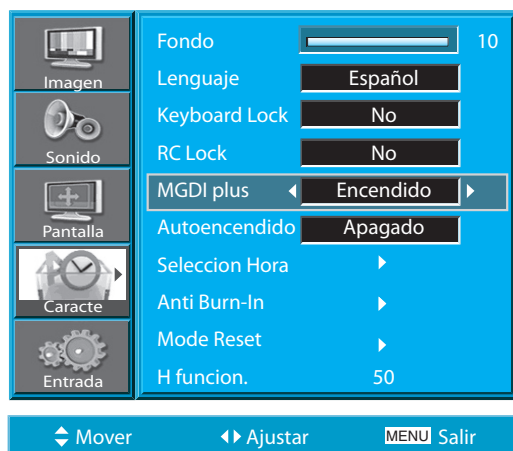 Imagen
Sonido
Pantalla
Caracte
Entrada
Fondo 10
Lenguaje Español
Keyboard Lock No
RC Lock No
MGDI plus Encendido
Autoencendido Apagado
Seleccion Hora
Anti Burn-In
Mode Reset
H funcion. 50
Mover Ajustar MENU Salir